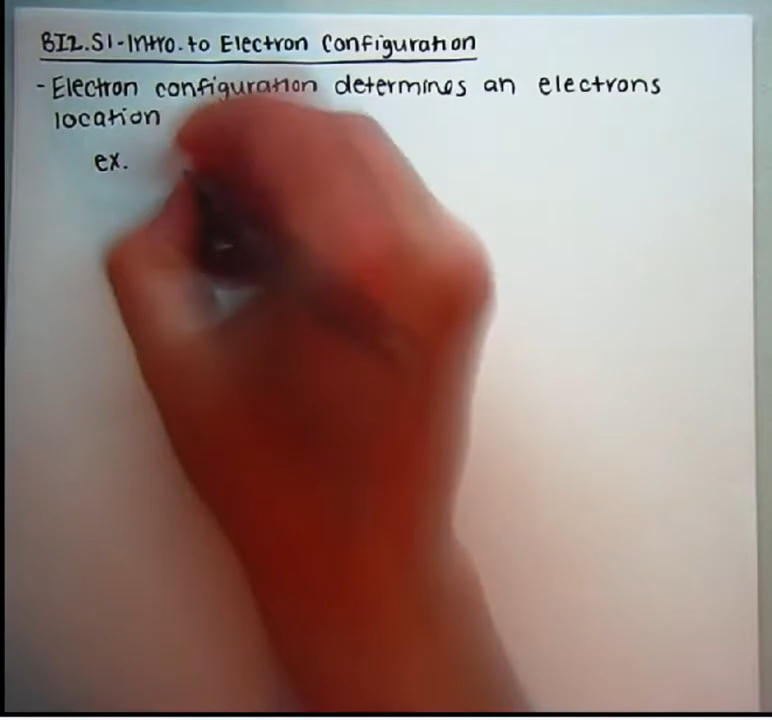 BI2.S1-Intro. to Electron Configuration
- Electron configuration determines an electrons
location
ex.